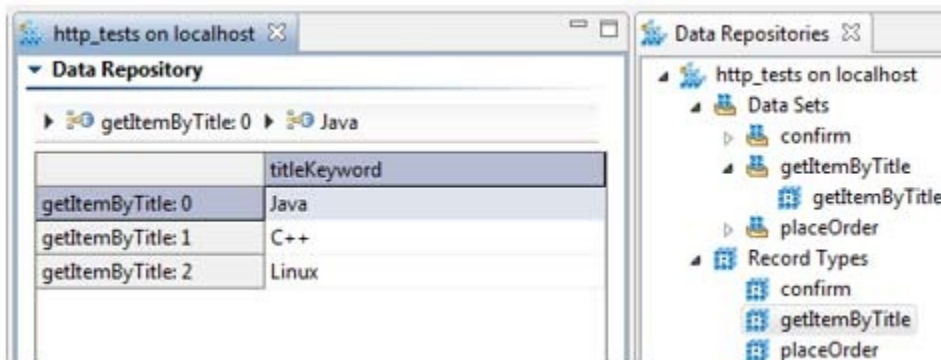 http_tests on localhost
Data Repository
getItemByTitle: 0 Java
titleKeyword
getItemByTitle: 0 Java
getItemByTitle: 1 C++
getItemByTitle: 2 Linux
Data Repositories
http_tests on localhost
Data Sets
confirm
getItemByTitle
getItemByTitle
placeOrder
Record Types
confirm
getItemByTitle
placeOrder